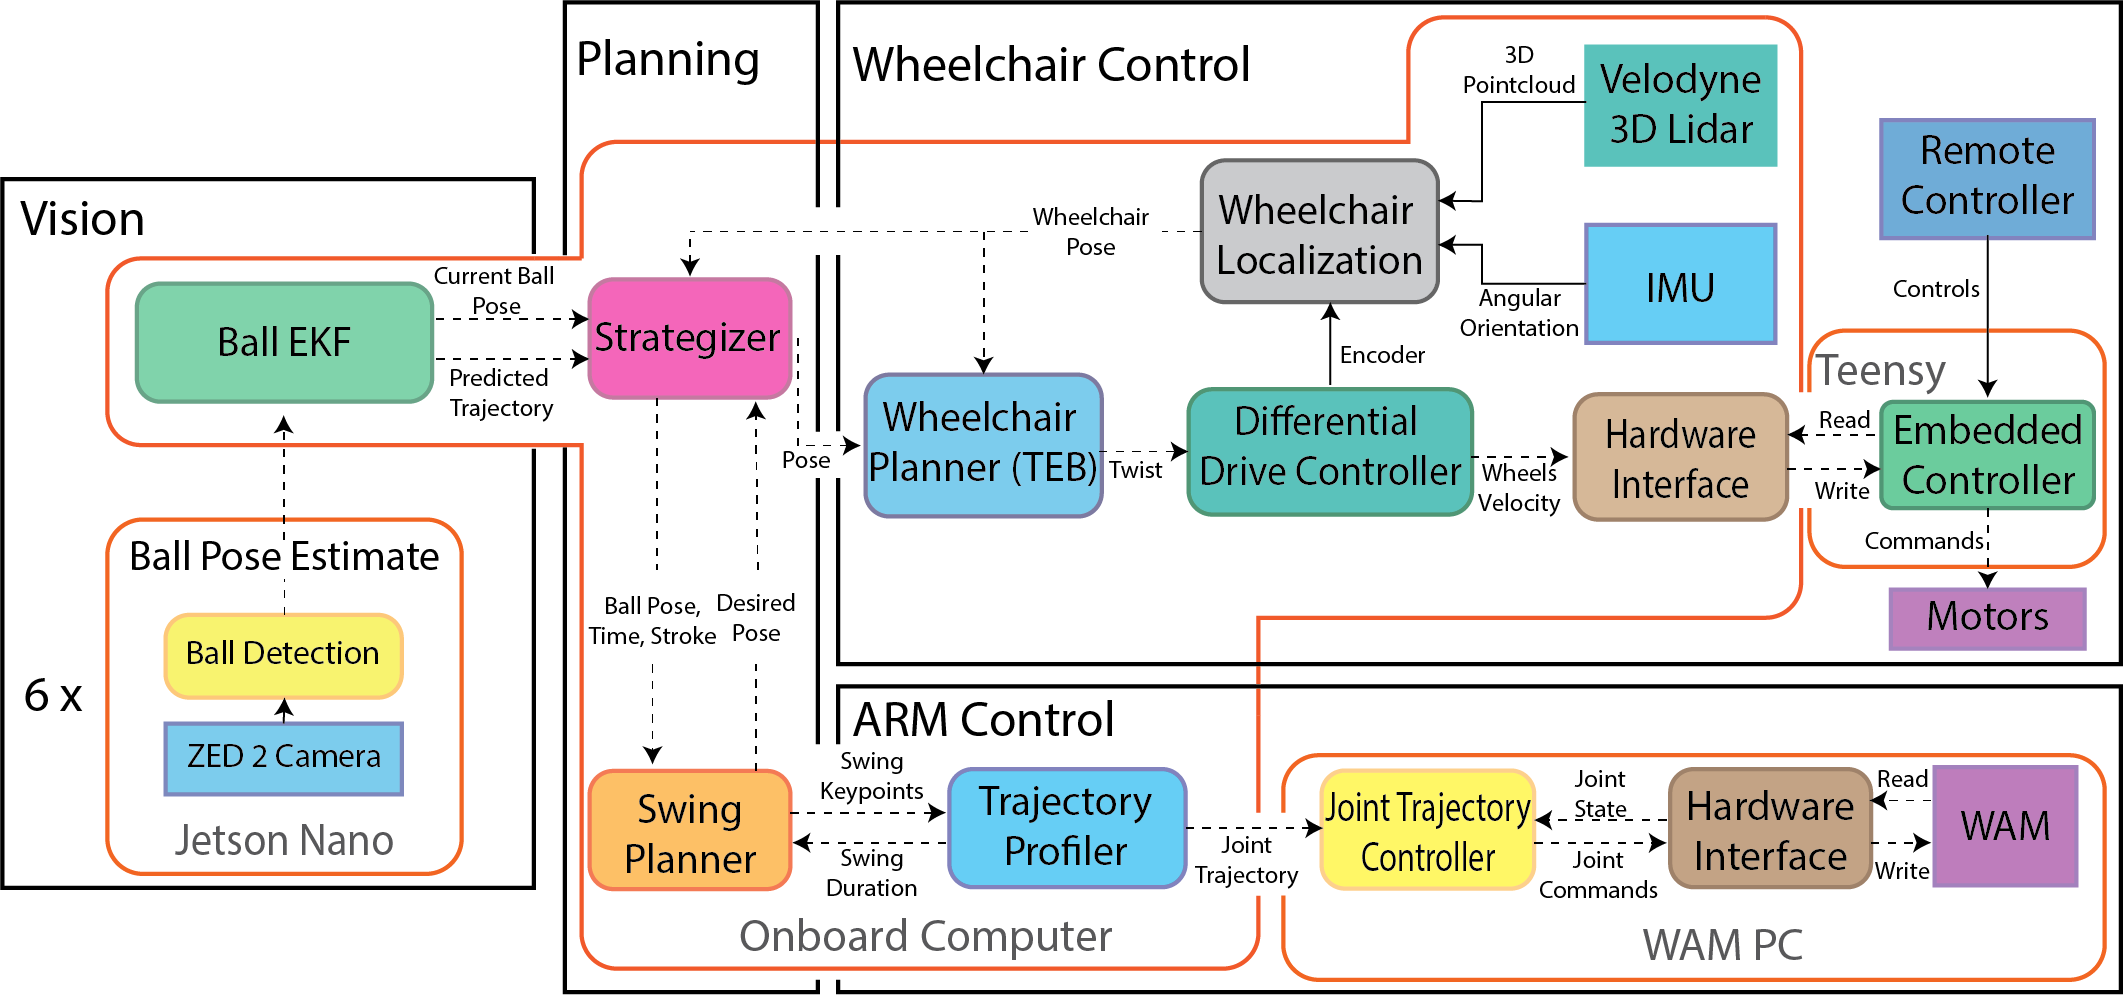 Planning
Wheelchair Control
3D
Pointcloud
Velodyne
3D Lidar
Remote
Controller
Vision
Wheelchair
Pose
Wheelchair
Localization
IMU
Angular
Orientation
Controls
Current Ball
Pose
Ball EKF
Predicted
Trajectory
Strategizer
Encoder
Teensy
Pose
Wheelchair
Planner (TEB)
Twist
Differential
Drive Controller
Wheels
Velocity
Hardware
Interface
Read
Write
Embedded
Controller
Commands
Motors
Ball Pose Estimate
Ball Detection
6 x
ZED 2 Camera
Jetson Nano
Ball Pose,
Time, Stroke
Desired
Pose
ARM Control
Swing
Planner
Swing
Keypoints
Swing
Duration
Trajectory
Profiler
Joint
Trajectory
Joint Trajectory
Controller
Joint
State
Joint
Commands
Hardware
Interface
Read
Write
WAM
Onboard Computer
WAM PC